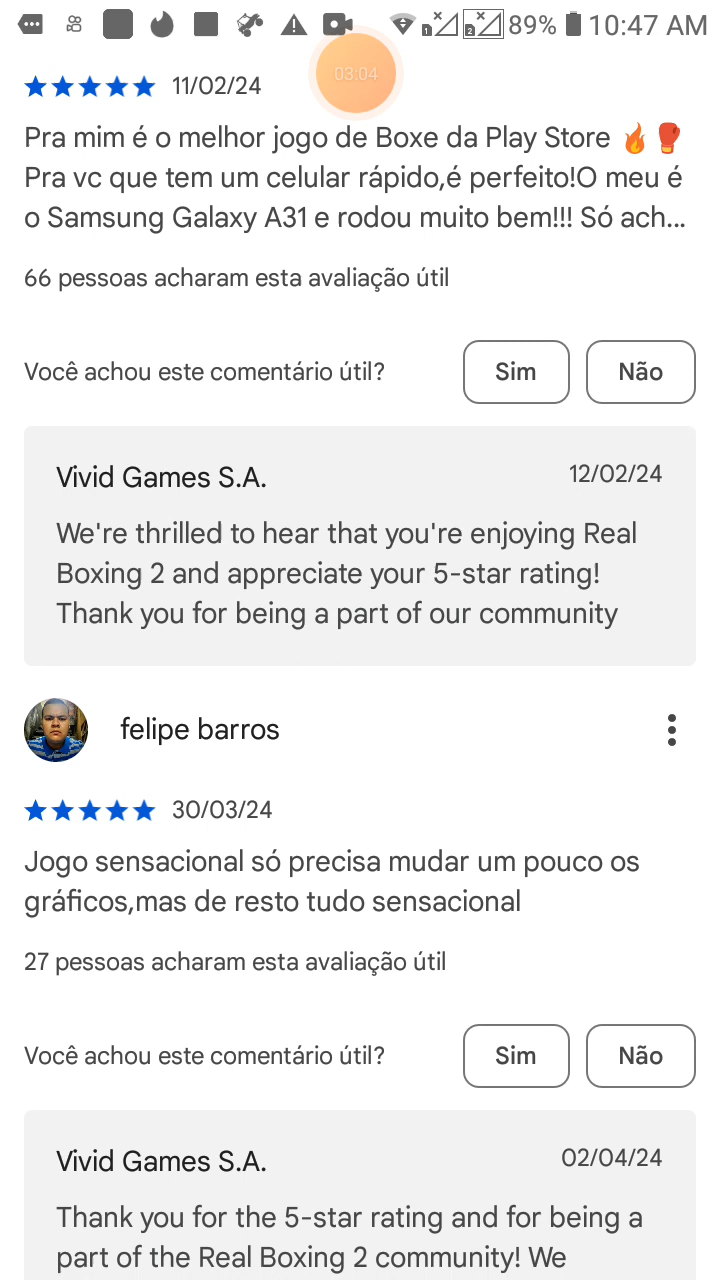 89% 10:47 AM
03:04
11/02/24
Pra mim é o melhor jogo de Boxe da Play Store 🔥🥊
Pra vc que tem um celular rápido,é perfeito!O meu é
o Samsung Galaxy A31 e rodou muito bem!!! Só ach...
66 pessoas acharam esta avaliação útil
Você achou este comentário útil? Sim Não
Vivid Games S.A. 12/02/24
We're thrilled to hear that you're enjoying Real
Boxing 2 and appreciate your 5-star rating!
Thank you for being a part of our community
felipe barros
30/03/24
Jogo sensacional só precisa mudar um pouco os
gráficos,mas de resto tudo sensacional
27 pessoas acharam esta avaliação útil
Você achou este comentário útil? Sim Não
Vivid Games S.A. 02/04/24
Thank you for the 5-star rating and for being a
part of the Real Boxing 2 community! We